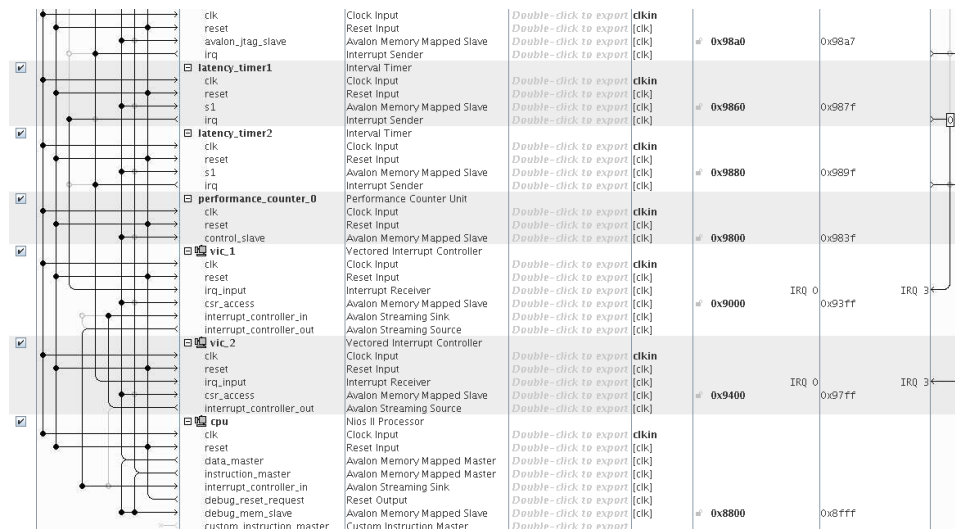 clk Clock Input Double-click to export clkin
reset Reset Input Double-click to export [clk]
avalon_jtag_slave Avalon Memory Mapped Slave Double-click to export [clk] 0x98a0 0x98a7
irq Interrupt Sender Double-click to export [clk]
latency_timer1 Interval Timer
clk Clock Input Double-click to export clkin
reset Reset Input Double-click to export [clk]
s1 Avalon Memory Mapped Slave Double-click to export [clk] 0x9860 0x987f
irq Interrupt Sender Double-click to export [clk] 0
latency_timer2 Interval Timer
clk Clock Input Double-click to export clkin
reset Reset Input Double-click to export [clk]
s1 Avalon Memory Mapped Slave Double-click to export [clk] 0x9880 0x989f
irq Interrupt Sender Double-click to export [clk]
performance_counter_0 Performance Counter Unit
clk Clock Input Double-click to export clkin
reset Reset Input Double-click to export [clk]
control_slave Avalon Memory Mapped Slave Double-click to export [clk] 0x9800 0x983f
vic_1 Vectored Interrupt Controller
clk Clock Input Double-click to export clkin
reset Reset Input Double-click to export [clk]
irq_input Interrupt Receiver Double-click to export [clk] IRQ 0 IRQ 3
csr_access Avalon Memory Mapped Slave Double-click to export [clk] 0x9000 0x93ff
interrupt_controller_in Avalon Streaming Sink Double-click to export [clk]
interrupt_controller_out Avalon Streaming Source Double-click to export [clk]
vic_2 Vectored Interrupt Controller
clk Clock Input Double-click to export clkin
reset Reset Input Double-click to export [clk]
irq_input Interrupt Receiver Double-click to export [clk] IRQ 0 IRQ 3
csr_access Avalon Memory Mapped Slave Double-click to export [clk] 0x9400 0x97ff
interrupt_controller_out Avalon Streaming Source Double-click to export [clk]
cpu Nios II Processor
clk Clock Input Double-click to export clkin
reset Reset Input Double-click to export [clk]
data_master Avalon Memory Mapped Master Double-click to export [clk]
instruction_master Avalon Memory Mapped Master Double-click to export [clk]
interrupt_controller_in Avalon Streaming Sink Double-click to export [clk]
debug_reset_request Reset Output Double-click to export [clk]
debug_mem_slave Avalon Memory Mapped Slave Double-click to export [clk] 0x8800 0x8fff
custom_instruction_master Custom Instruction Master Double-click to export